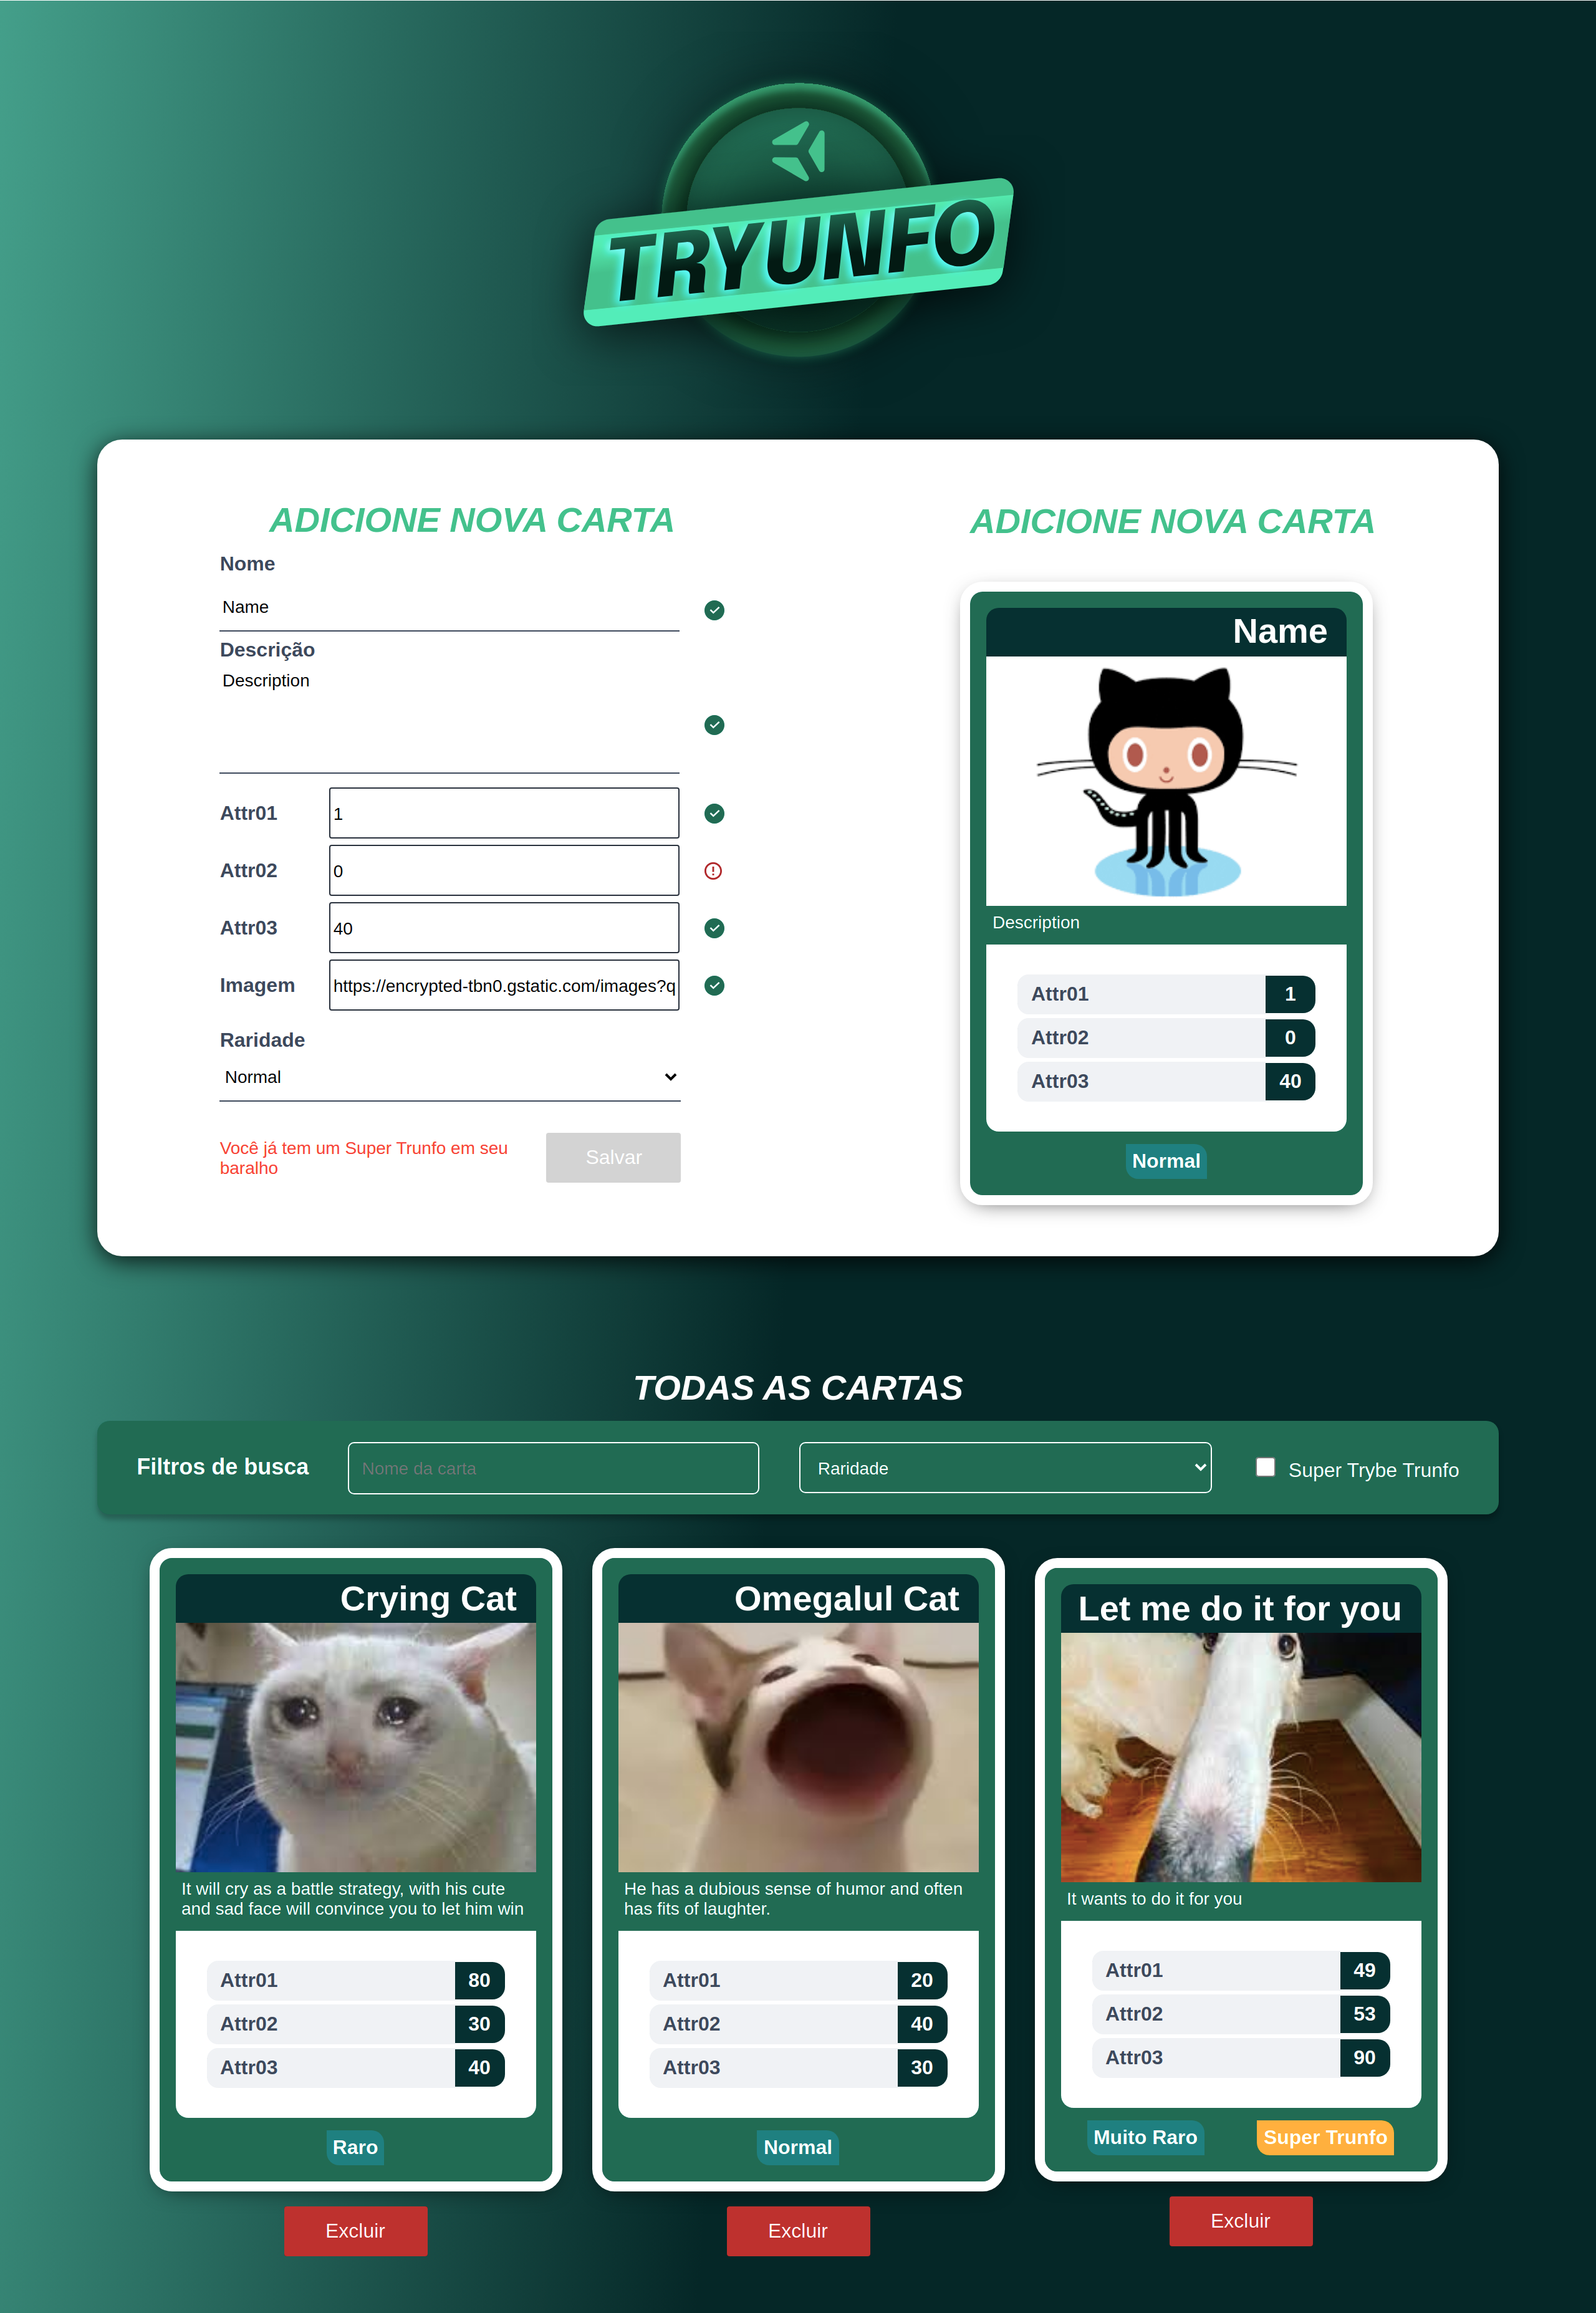 TRYUNFO
ADICIONE NOVA CARTA
Nome
Name
Descrição
Description
Attr01
1
Attr02
0
Attr03
40
Imagem
https://encrypted-tbn0.gstatic.com/images?q
Raridade
Normal
Você já tem um Super Trunfo em seu
baralho
Salvar
ADICIONE NOVA CARTA
Name
Description
Attr01 1
Attr02 0
Attr03 40
Normal
TODAS AS CARTAS
Filtros de busca
Nome da carta
Raridade
Super Trybe Trunfo
Crying Cat
It will cry as a battle strategy, with his cute
and sad face will convince you to let him win
Attr01 80
Attr02 30
Attr03 40
Raro
Excluir
Omegalul Cat
He has a dubious sense of humor and often
has fits of laughter.
Attr01 20
Attr02 40
Attr03 30
Normal
Excluir
Let me do it for you
It wants to do it for you
Attr01 49
Attr02 53
Attr03 90
Muito Raro
Super Trunfo
Excluir